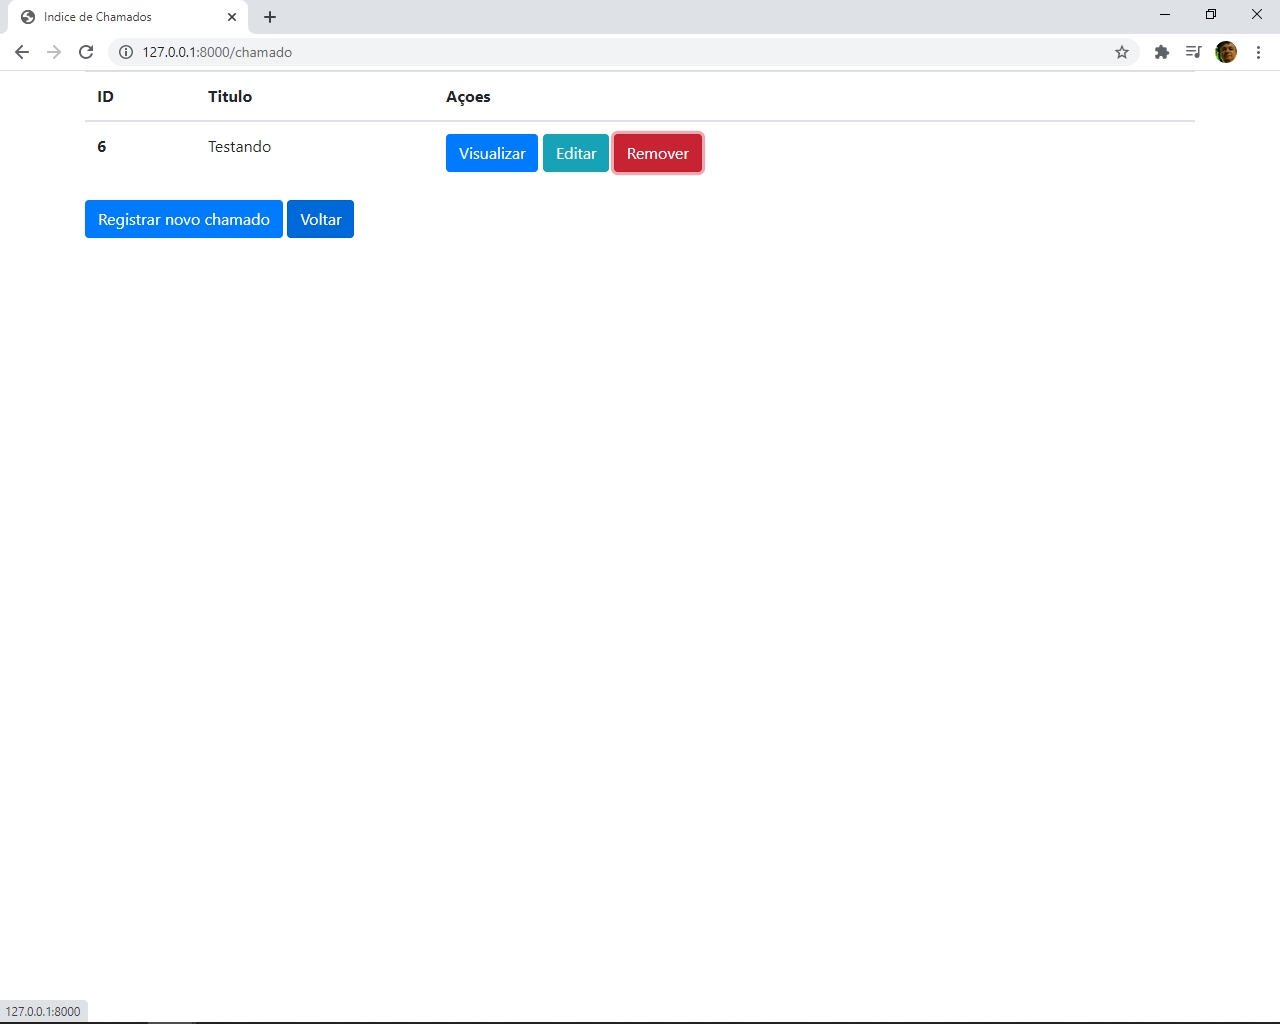 Indice de Chamados
127.0.0.1:8000/chamado
ID Titulo Açoes
6 Testando Visualizar Editar Remover
Registrar novo chamado Voltar
127.0.0.1:8000